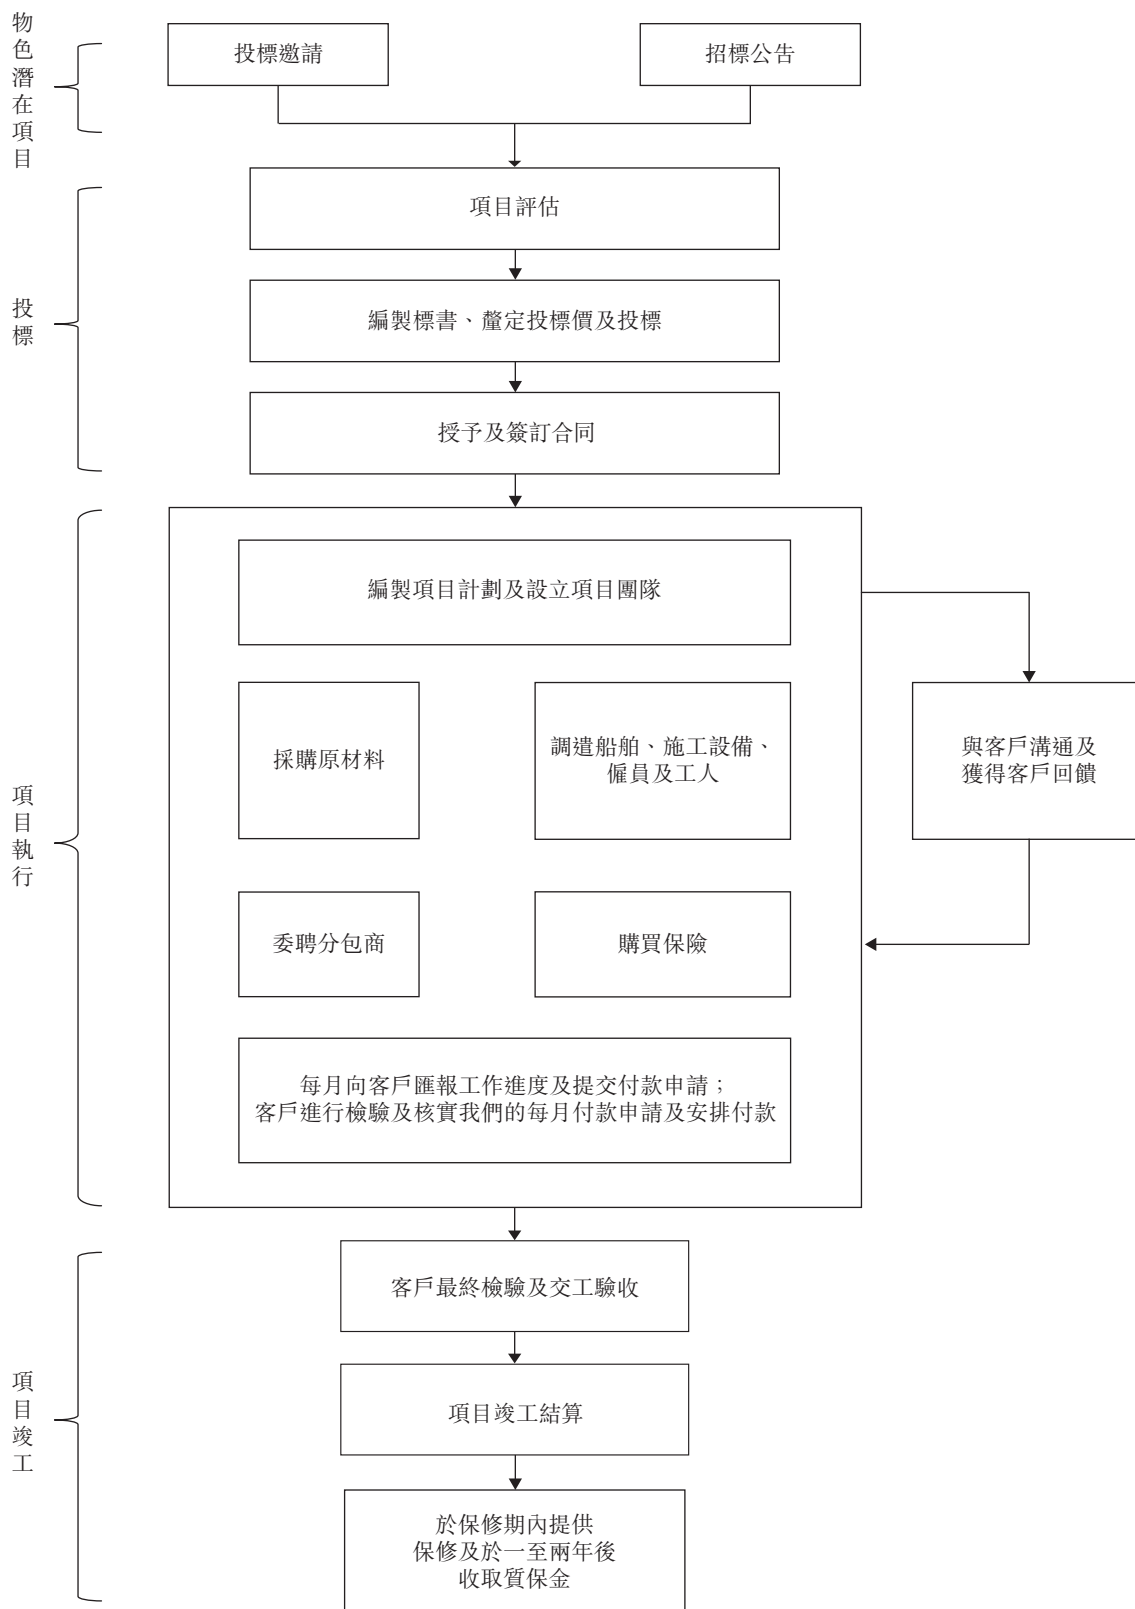 物色潛在項目
投標邀請
招標公告
項目評估
投標
編製標書、釐定投標價及投標
授予及簽訂合同
編製項目計劃及設立項目團隊
項目執行
採購原材料
調遣船舶、施工設備、
僱員及工人
與客戶溝通及
獲得客戶回饋
委聘分包商
購買保險
每月向客戶匯報工作進度及提交付款申請；
客戶進行檢驗及核實我們的每月付款申請及安排付款
客戶最終檢驗及交工驗收
項目竣工
項目竣工結算
於保修期內提供
保修及於一至兩年後
收取質保金